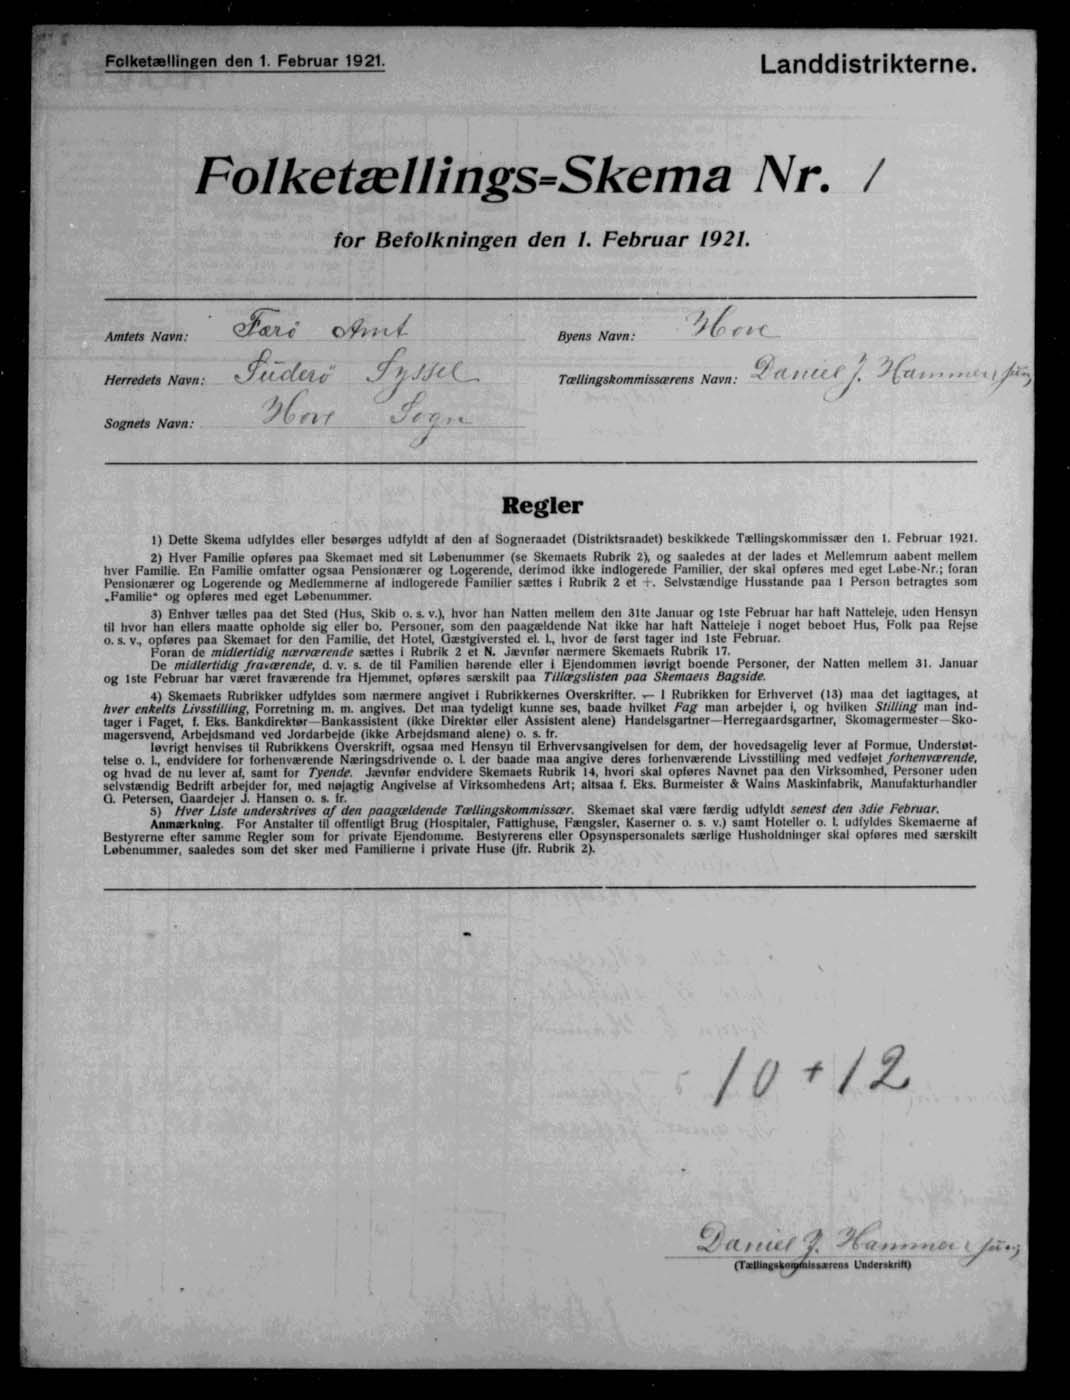 Folketællingen den 1. Februar 1921.
Landdistrikterne.
Folketællings=Skema Nr. 1
for Befolkningen den 1. Februar 1921.
Amtets Navn: Færö Amt
Byens Navn: Hove
Herredets Navn: Süderö Syssel
Tællingskommissærens Navn: Daniel J. Hammer, jun,
Sognets Navn: Hove Sogn
Regler
1) Dette Skema udfyldes eller besørges udfyldt af den af Sogneraadet (Distriktsraadet) beskikkede Tællingskommissær den 1. Februar 1921.
2) Hver Familie opføres paa Skemaet med sit Løbenummer (se Skemaets Rubrik 2), og saaledes at der lades et Mellemrum aabent mellem
hver Familie. En Familie omfatter ogsaa Pensionærer og Logerende, derimod ikke indlogerede Familier, der skal opføres med eget Løbe-Nr.; foran
Pensionærer og Logerende og Medlemmerne af indlogerede Familier sættes i Rubrik 2 et +. Selvstændige Husstande paa 1 Person betragtes som
„Familie“ og opføres med eget Løbenummer.
3) Enhver tælles paa det Sted (Hus, Skib o. s. v.), hvor han Natten mellem den 31te Januar og 1ste Februar har haft Natteleje, uden Hensyn
til hvor han ellers maatte opholde sig eller bo. Personer, som den paagældende Nat ikke har haft Natteleje i noget beboet Hus, Folk paa Rejse
o. s. v., opføres paa Skemaet for den Familie, det Hotel, Gæstgiversted el. l., hvor de først tager ind 1ste Februar.
Foran de midlertidig nærværende sættes i Rubrik 2 et N. Jævnfør nærmere Skemaets Rubrik 17.
De midlertidig fraværende, d. v. s. de til Familien hørende eller i Ejendommen iøvrigt boende Personer, der Natten mellem 31. Januar
og 1ste Februar har været fraværende fra Hjemmet, opføres særskilt paa Tillægslisten paa Skemaets Bagside.
4) Skemaets Rubrikker udfyldes som nærmere angivet i Rubrikkernes Overskrifter. — I Rubrikken for Erhvervet (13) maa det iagttages, at
hver enkelts Livsstilling, Forretning m. m. angives. Det maa tydeligt kunne ses, baade hvilket Fag man arbejder i, og hvilken Stilling man ind-
tager i Faget, f. Eks. Bankdirektør—Bankassistent (ikke Direktør eller Assistent alene) Handelsgartner—Herregaardsgartner, Skomagermester—Sko-
magersvend, Arbejdsmand ved Jordarbejde (ikke Arbejdsmand alene) o. s. fr.
Iøvrigt henvises til Rubrikkens Overskrift, ogsaa med Hensyn til Erhvervsangivelsen for dem, der hovedsagelig lever af Formue, Understøt-
telse o. l., endvidere for forhenværende Næringsdrivende o. l. der baade maa angive deres forhenværende Livsstilling med vedføjet forhenværende,
og hvad de nu lever af, samt for Tyende. Jævnfør endvidere Skemaets Rubrik 14, hvori skal opføres Navnet paa den Virksomhed, Personer uden
selvstændig Bedrift arbejder for, med nøjagtig Angivelse af Virksomhedens Art; altsaa f. Eks. Burmeister & Wains Maskinfabrik, Manufakturhandler
G. Petersen, Gaardejer J. Hansen o. s. fr.
5) Hver Liste underskrives af den paagældende Tællingskommissær. Skemaet skal være færdig udfyldt senest den 3die Februar.
Anmærkning. For Anstalter til offentligt Brug (Hospitaler, Fattighuse, Fængsler, Kaserner o. s. v.) samt Hoteller o. l. udfyldes Skemaerne af
Bestyrerne efter samme Regler som for private Ejendomme. Bestyrerens eller Opsynspersonalets særlige Husholdninger skal opføres med særskilt
Løbenummer, saaledes som det sker med Familierne i private Huse (jfr. Rubrik 2).
10 + 12
Daniel J. Hammer, jun,
(Tællingskommissærens Underskrift)